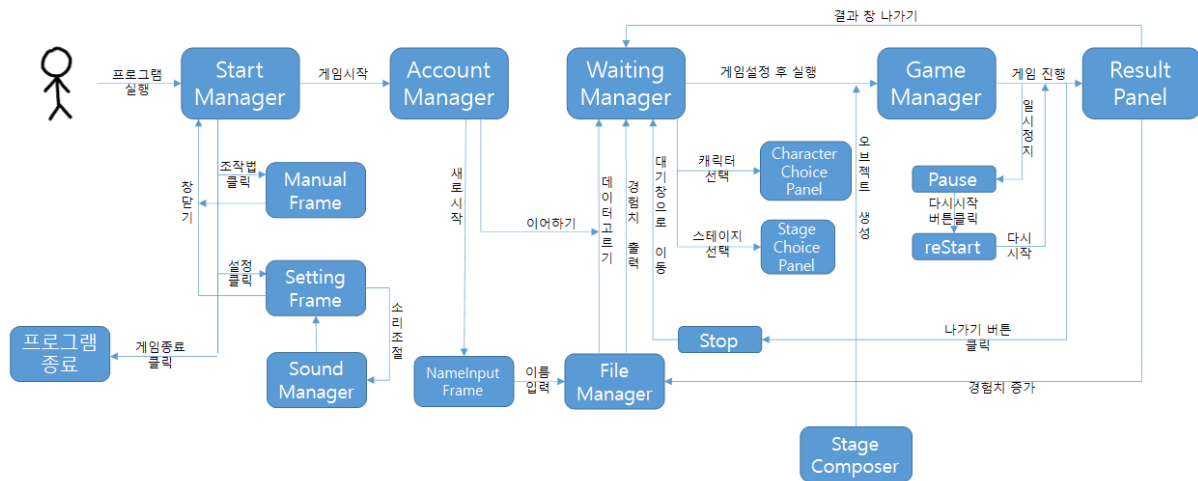 결과 창 나가기
프로그램
실행
Start
Manager
게임시작
Account
Manager
Waiting
Manager
게임설정 후 실행
Game
Manager
게임 진행
Result
Panel
일시정지
조작법
클릭
Manual
Frame
창닫기
새로시작
이어하기
데이터고르기
경험치 출력
대기창으로 이동
캐릭터
선택
Character
Choice
Panel
스테이지
선택
Stage
Choice
Panel
오브젝트 생성
Pause
다시시작
버튼클릭
reStart
다시
시작
설정
클릭
Setting
Frame
소리조절
프로그램
종료
게임종료
클릭
Sound
Manager
NameInput
Frame
이름
입력
File
Manager
Stop
나가기 버튼
클릭
경험치 증가
Stage
Composer